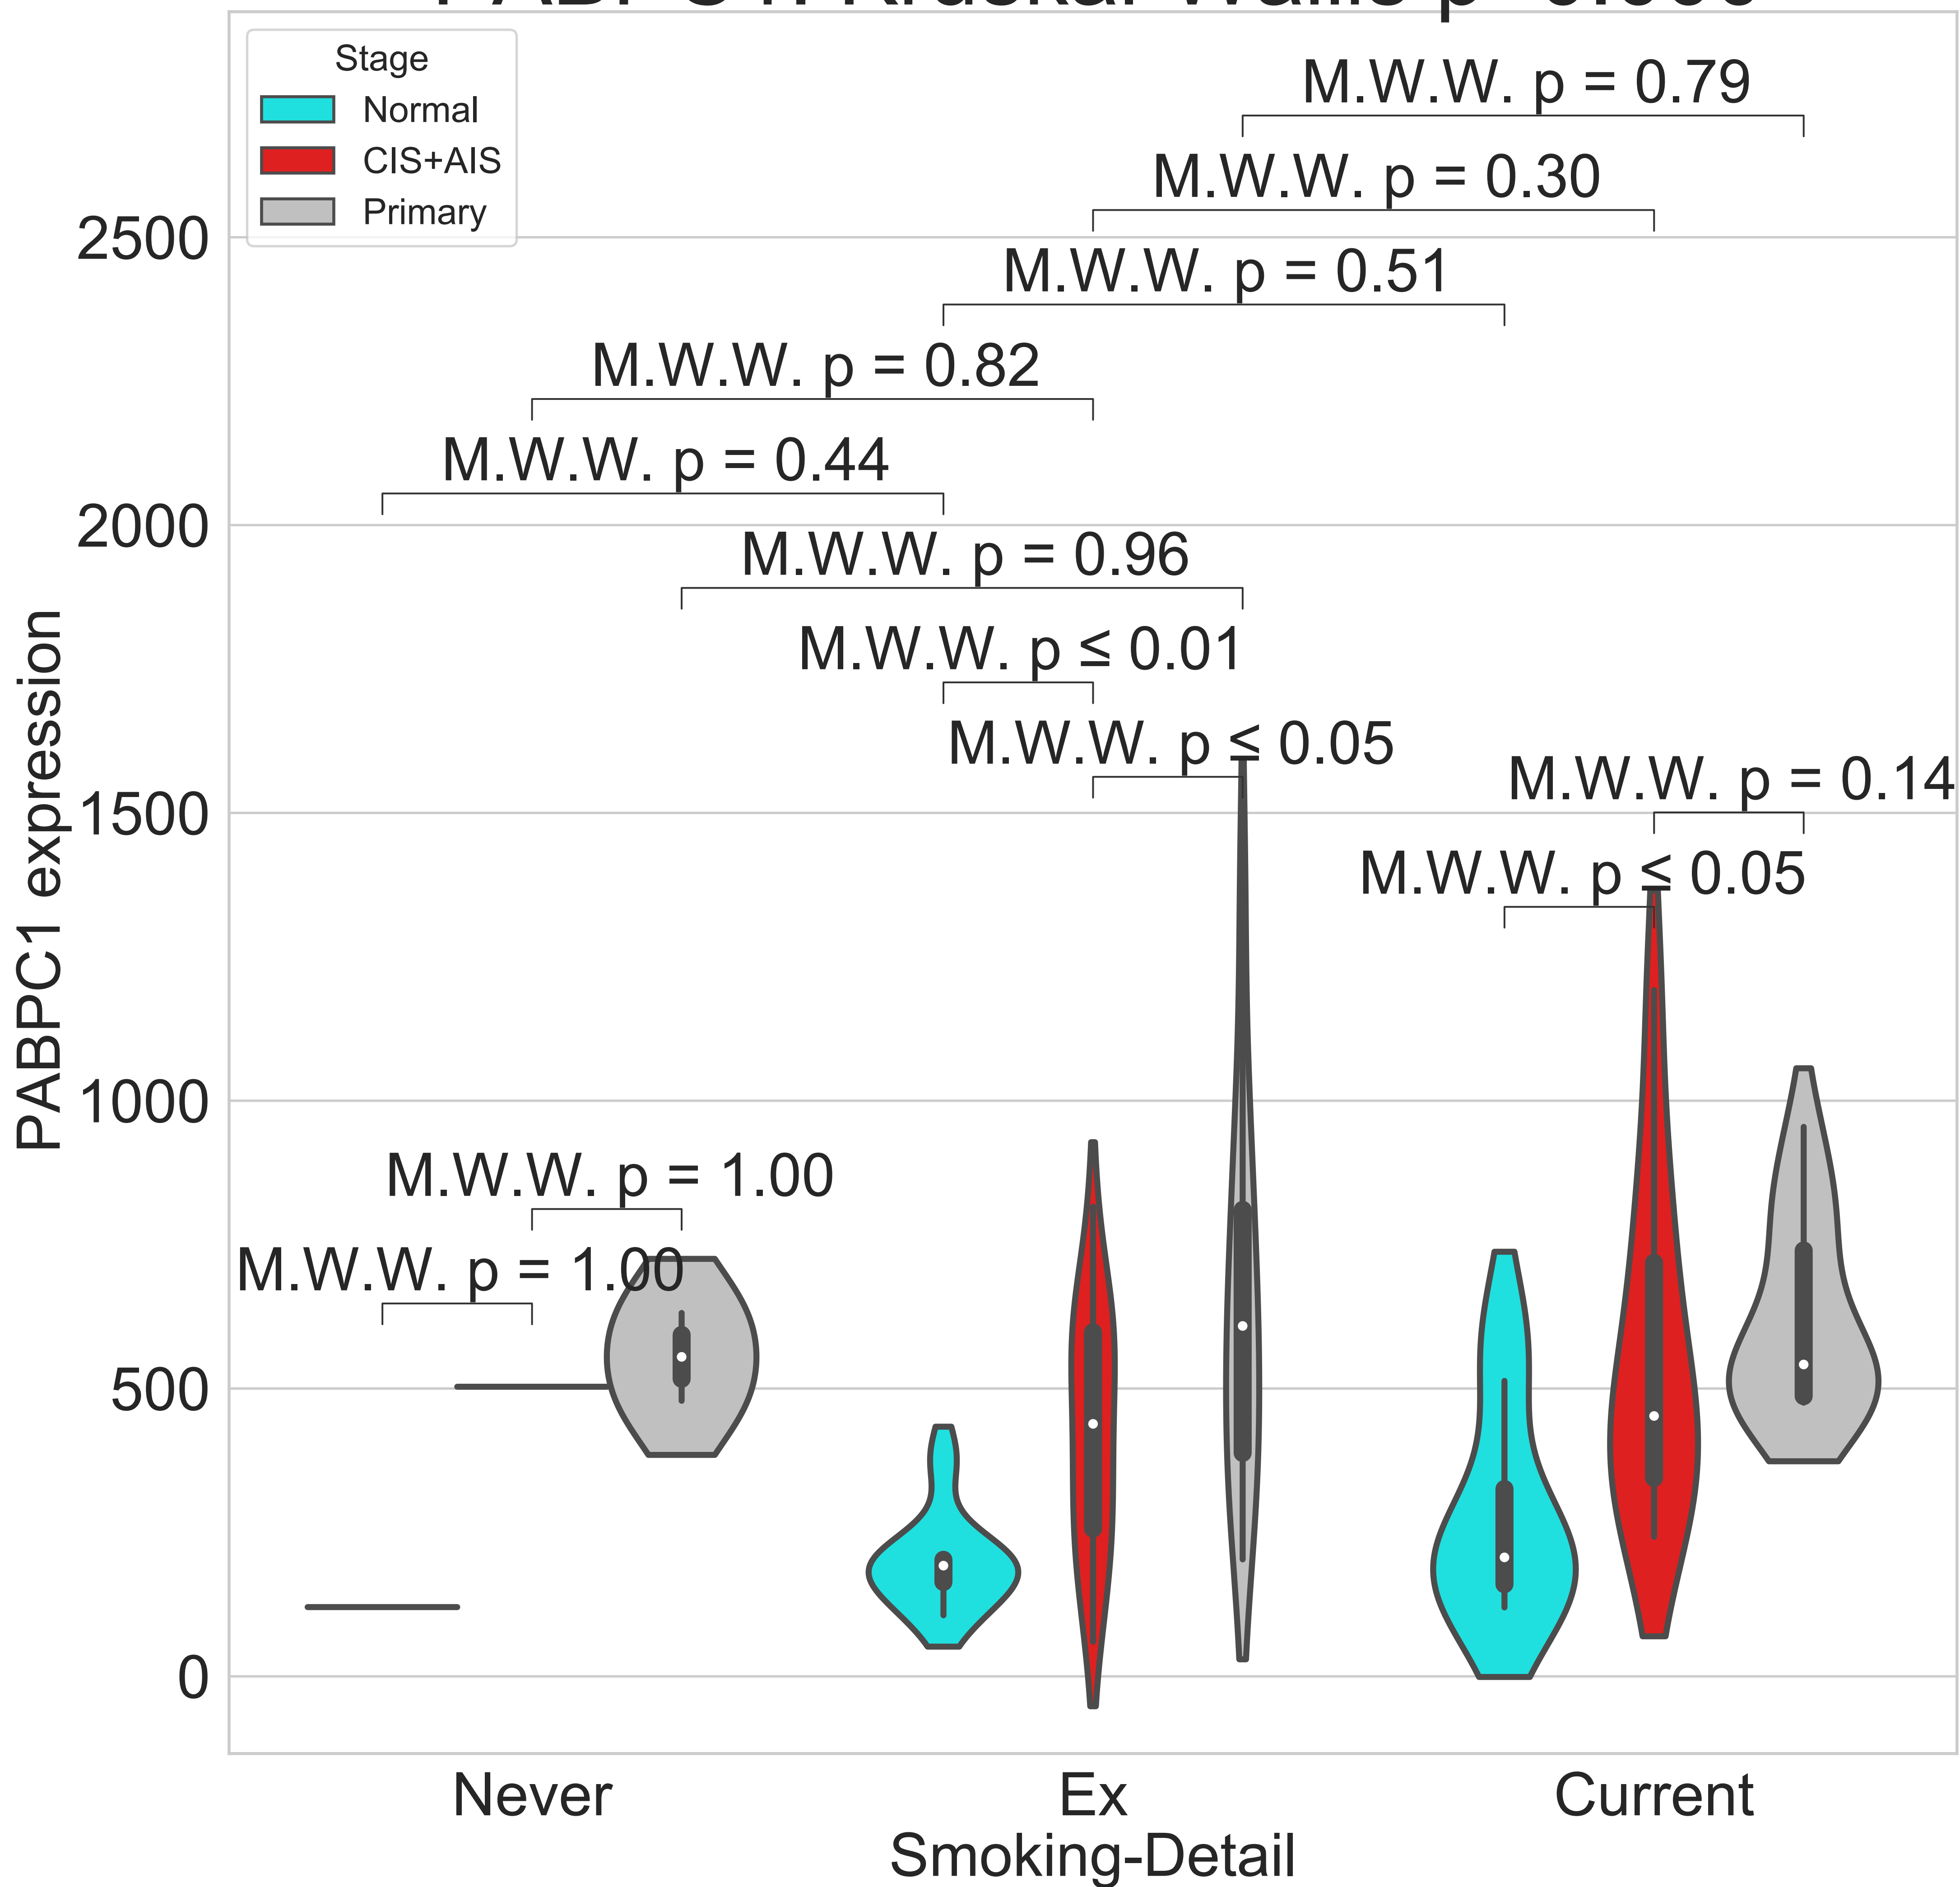 Stage
Normal
CIS+AIS
Primary
M.W.W. p = 0.79
M.W.W. p = 0.30
M.W.W. p = 0.51
M.W.W. p = 0.82
M.W.W. p = 0.44
M.W.W. p = 0.96
M.W.W. p ≤ 0.01
M.W.W. p ≤ 0.05
M.W.W. p = 0.14
M.W.W. p ≤ 0.05
M.W.W. p = 1.00
M.W.W. p = 1.00
2500
2000
1500
1000
500
0
PABPC1 expression
Never
Ex
Current
Smoking-Detail